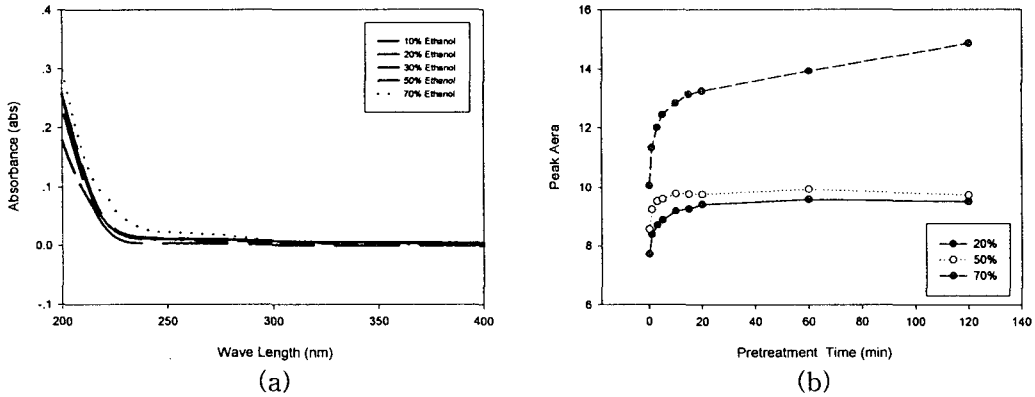 .4
.3
.2
.1
0.0
-.1
Absorbance (abs)
200
250
300
350
400
Wave Length (nm)
10% Ethanol
20% Ethanol
30% Ethanol
50% Ethanol
70% Ethanol
(a)
16
14
12
10
8
6
Peak Aera
0
20
40
60
80
100
120
140
Pretreatment Time (min)
20%
50%
70%
(b)